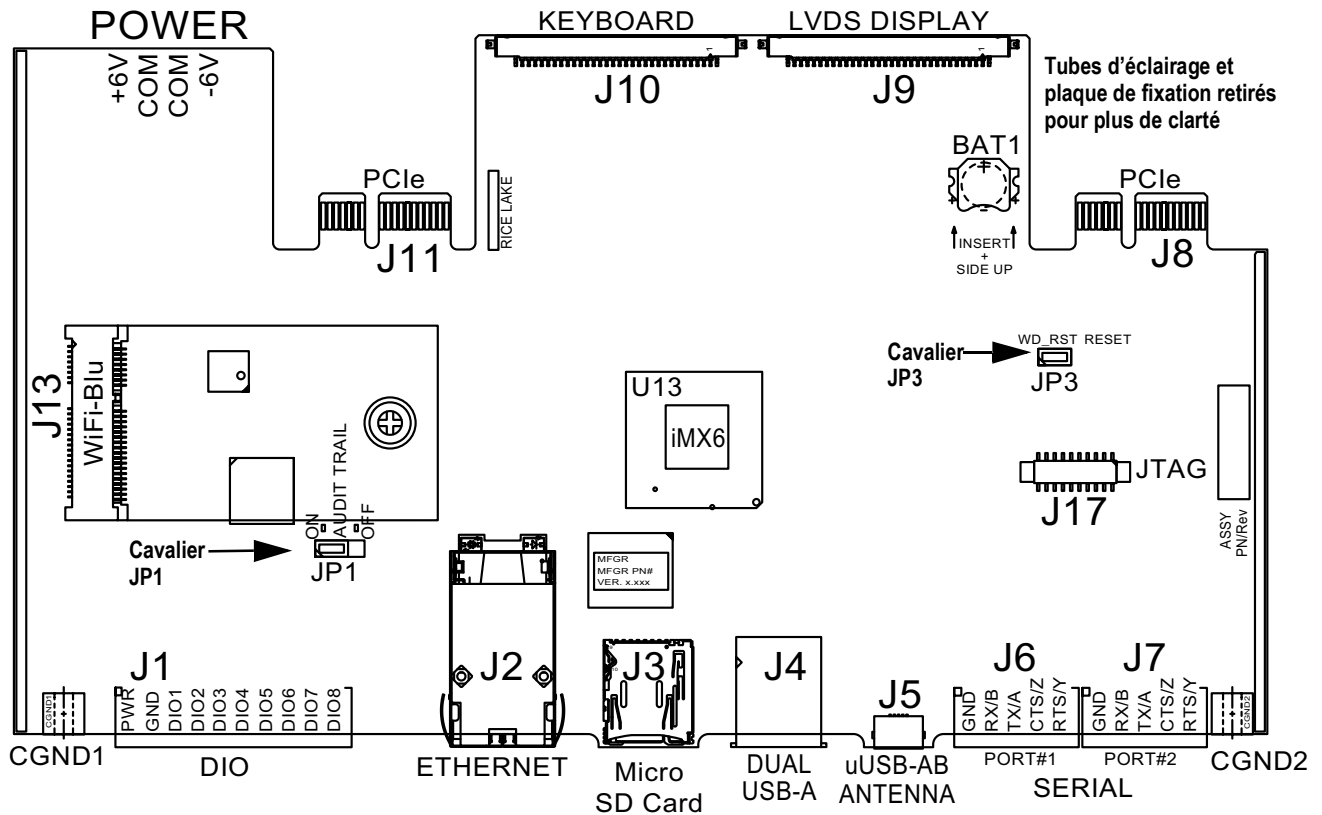 POWER
+6V
COM
COM
-6V
KEYBOARD
J10
LVDS DISPLAY
J9
Tubes d’éclairage et
plaque de fixation retirés
pour plus de clarté
BAT1
INSERT
+
SIDE UP
PCIe
J11
RICE LAKE
PCIe
J8
J13
WiFi-Blu
Cavalier
JP3
WD_RST RESET
JP3
U13
iMX6
JTAG
J17
ASSY
PN/Rev
ON
AUDIT TRAIL
OFF
Cavalier
JP1
JP1
MFGR
MFGR PN#
VER. x.xxx
J1
PWR
GND
DIO1
DIO2
DIO3
DIO4
DIO5
DIO6
DIO7
DIO8
DIO
CGND1
CGND1
J2
ETHERNET
J3
Micro
SD Card
J4
DUAL
USB-A
J5
uUSB-AB
ANTENNA
J6
GND
RX/B
TX/A
CTS/Z
RTS/Y
PORT#1
J7
GND
RX/B
TX/A
CTS/Z
RTS/Y
PORT#2
SERIAL
CGND2
CGND2